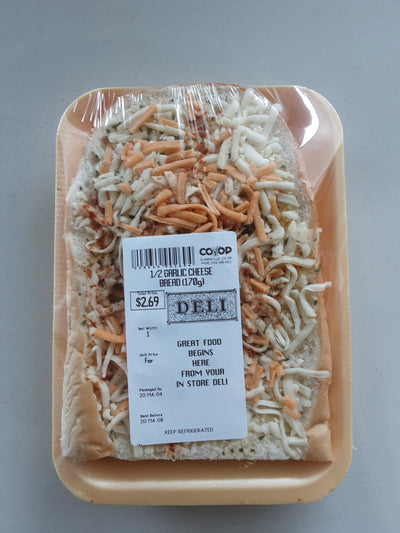 CO-OP
1/2 GARLIC CHEESE
BREAD (170g)
Total Price
$2.69
DELI
Net Wt/Ct
1
Unit Price
For
GREAT FOOD
BEGINS
HERE
FROM YOUR
IN STORE DELI
Packaged On
20 MA 04
Best Before
20 MA 08
KEEP REFRIGERATED